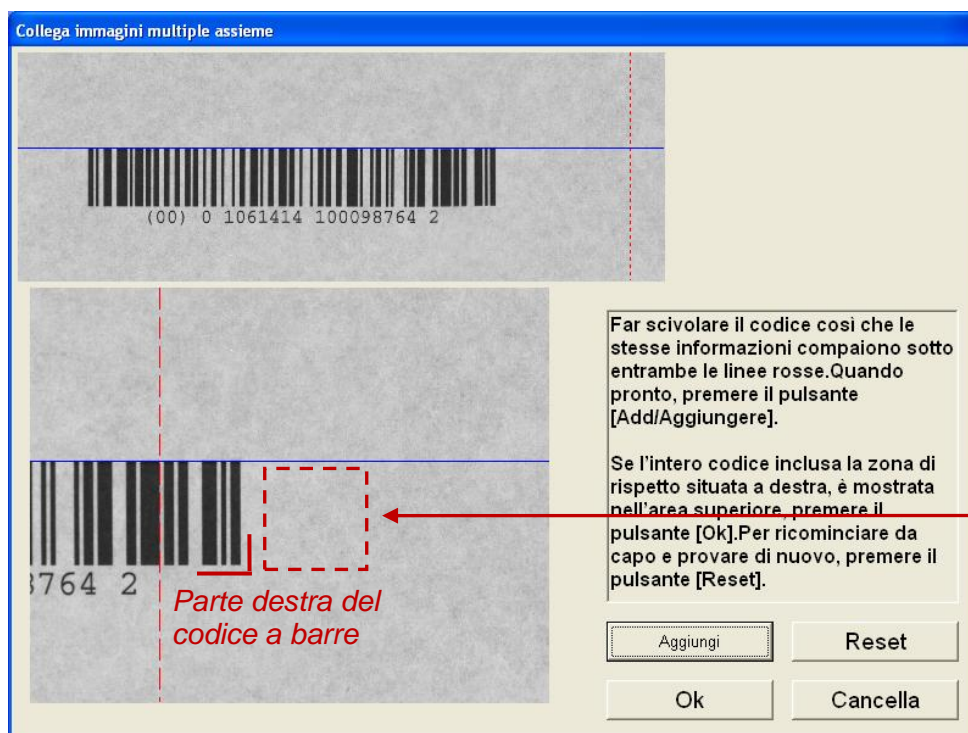 Collega immagini multiple assieme
(00) 0 1061414 100098764 2
3764 2
Parte destra del
codice a barre
Far scivolare il codice così che le
stesse informazioni compaiono sotto
entrambe le linee rosse.Quando
pronto, premere il pulsante
[Add/Aggiungere].
Se l'intero codice inclusa la zona di
rispetto situata a destra, è mostrata
nell'area superiore, premere il
pulsante [Ok].Per ricominciare da
capo e provare di nuovo, premere il
pulsante [Reset].
Aggiungi
Reset
Ok
Cancella